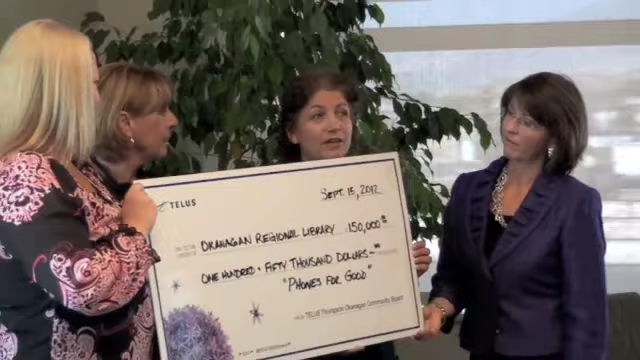 TELUS
SEPT. 13, 2012
OKANAGAN REGIONAL LIBRARY 150,000
ONE HUNDRED + FIFTY THOUSAND DOLLARS
"PHONES FOR GOOD"
TELUS Thompson Okanagan Community Board